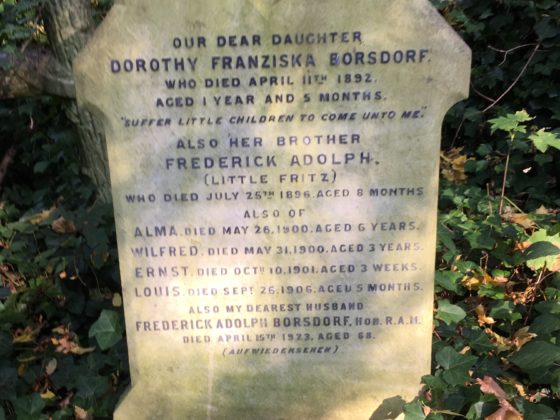 OUR DEAR DAUGHTER
DOROTHY FRANZISKA BORSDORF.
WHO DIED APRIL 11TH 1892.
AGED 1 YEAR AND 5 MONTHS.
"SUFFER LITTLE CHILDREN TO COME UNTO ME."
ALSO HER BROTHER
FREDERICK ADOLPH.
(LITTLE FRITZ)
WHO DIED JULY 25TH 1896. AGED 8 MONTHS
ALSO OF
ALMA. DIED MAY 26, 1900. AGED 6 YEARS.
WILFRED. DIED MAY 31. 1900. AGED 3 YEARS.
ERNST. DIED OCTR 10. 1901. AGED 3 WEEKS.
LOUIS. DIED SEPT 26. 1906. AGED 5 MONTHS.
ALSO MY DEAREST HUSBAND
FREDERICK ADOLPH BORSDORF, HON. R.A.M.
DIED APRIL 15TH 1923, AGED 68.
(AUFWIEDERSEHEN)